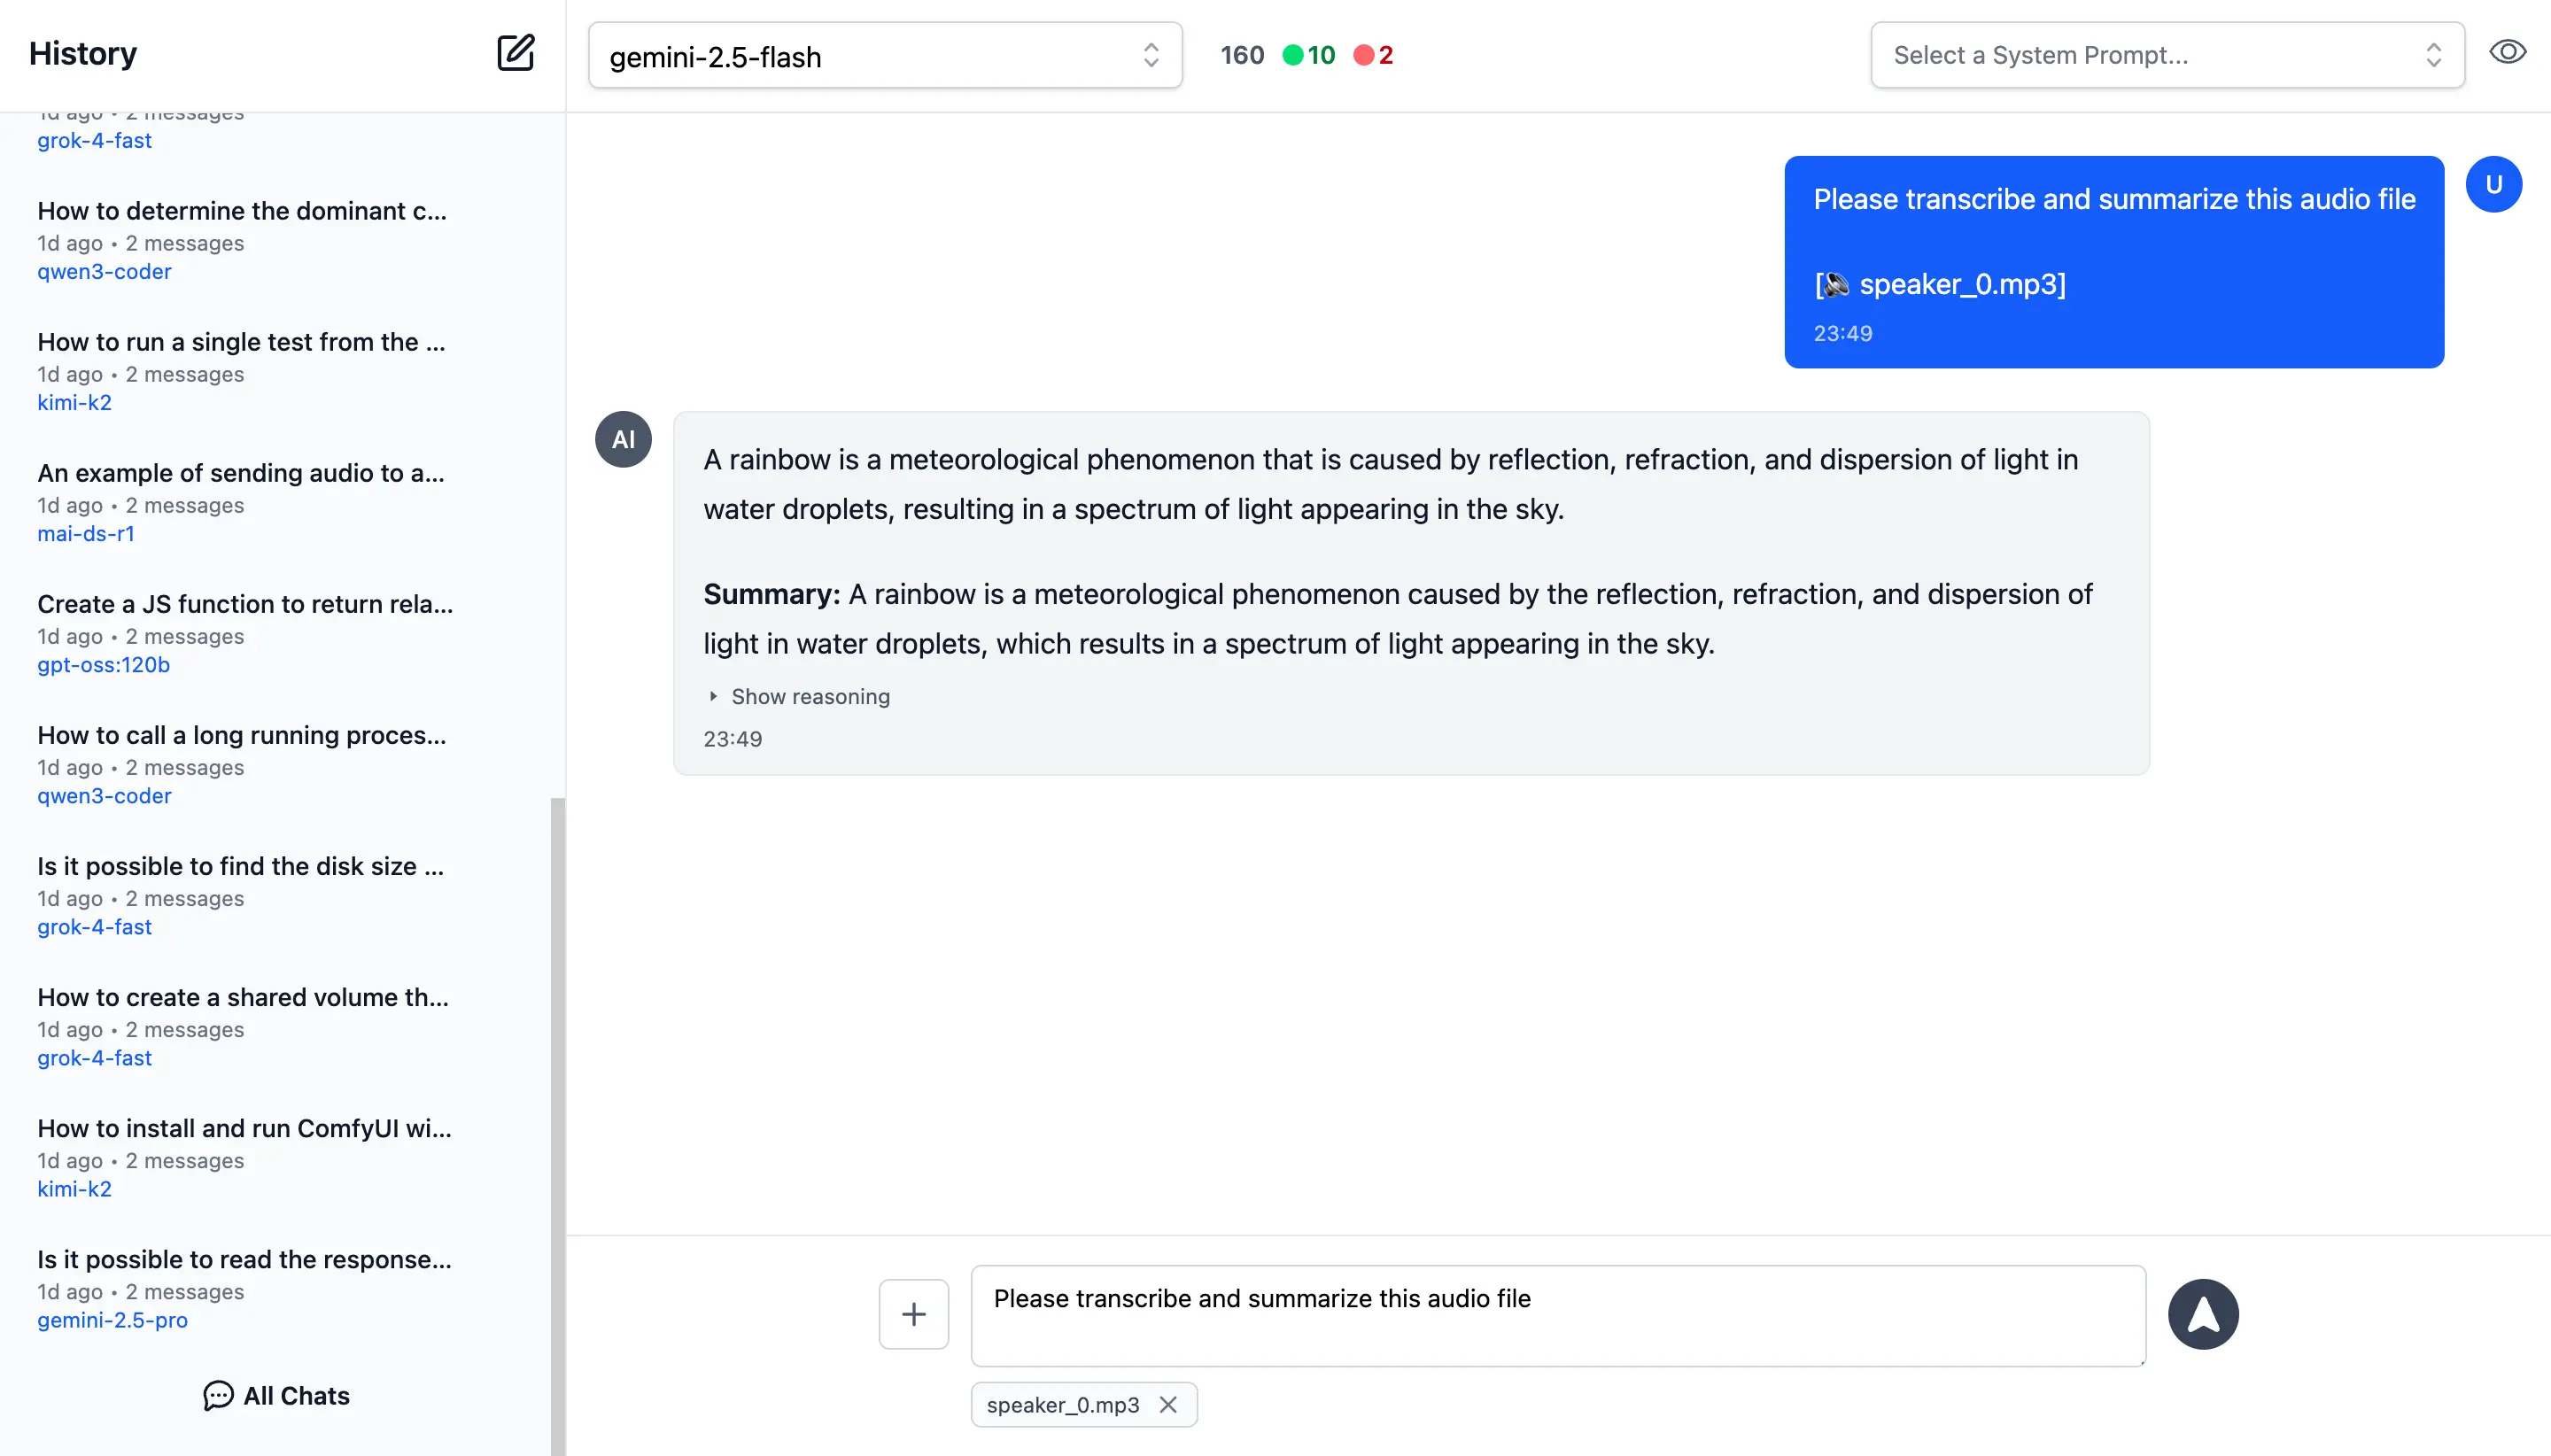 History
gemini-2.5-flash
160 10 2
Select a System Prompt...
1d ago • 2 messages
grok-4-fast
How to determine the dominant c...
1d ago • 2 messages
qwen3-coder
How to run a single test from the ...
1d ago • 2 messages
kimi-k2
An example of sending audio to a...
1d ago • 2 messages
mai-ds-r1
Create a JS function to return rela...
1d ago • 2 messages
gpt-oss:120b
How to call a long running proces...
1d ago • 2 messages
qwen3-coder
Is it possible to find the disk size ...
1d ago • 2 messages
grok-4-fast
How to create a shared volume th...
1d ago • 2 messages
grok-4-fast
How to install and run ComfyUI wi...
1d ago • 2 messages
kimi-k2
Is it possible to read the response...
1d ago • 2 messages
gemini-2.5-pro
All Chats
Please transcribe and summarize this audio file
[🔊 speaker_0.mp3]
23:49
U
AI
A rainbow is a meteorological phenomenon that is caused by reflection, refraction, and dispersion of light in
water droplets, resulting in a spectrum of light appearing in the sky.
Summary: A rainbow is a meteorological phenomenon caused by the reflection, refraction, and dispersion of
light in water droplets, which results in a spectrum of light appearing in the sky.
Show reasoning
23:49
Please transcribe and summarize this audio file
speaker_0.mp3